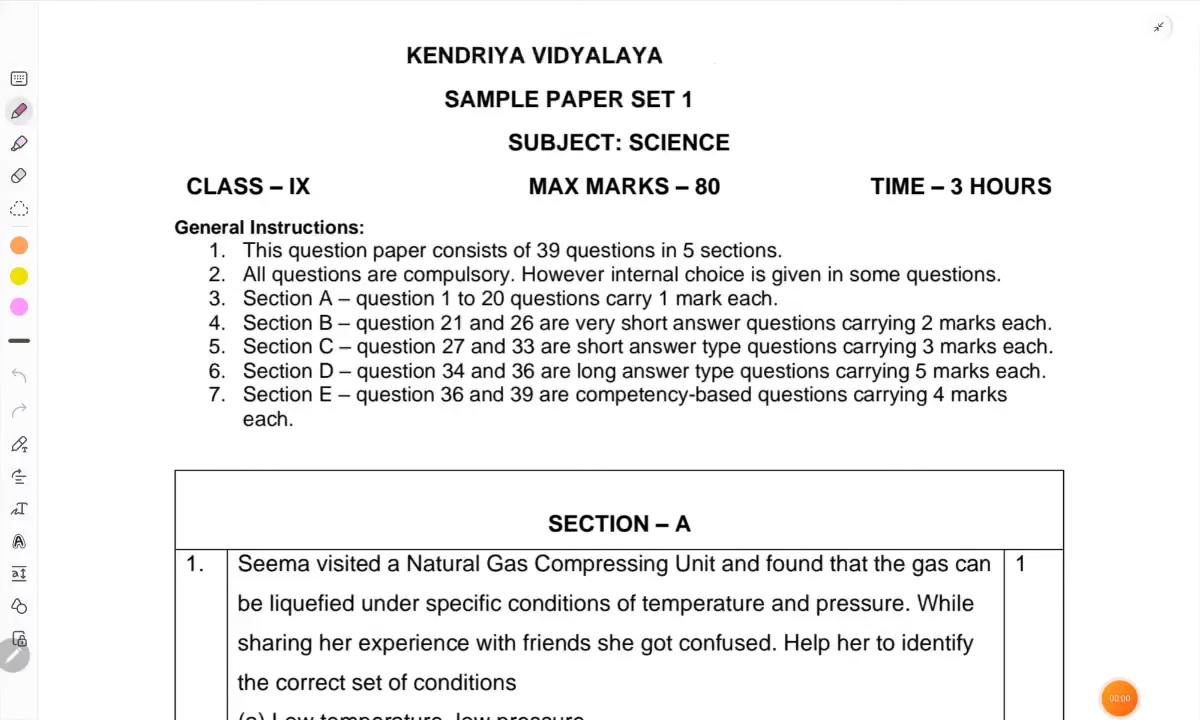 KENDRIYA VIDYALAYA
SAMPLE PAPER SET 1
SUBJECT: SCIENCE
CLASS – IX MAX MARKS – 80 TIME – 3 HOURS
General Instructions:
1. This question paper consists of 39 questions in 5 sections.
2. All questions are compulsory. However internal choice is given in some questions.
3. Section A – question 1 to 20 questions carry 1 mark each.
4. Section B – question 21 and 26 are very short answer questions carrying 2 marks each.
5. Section C – question 27 and 33 are short answer type questions carrying 3 marks each.
6. Section D – question 34 and 36 are long answer type questions carrying 5 marks each.
7. Section E – question 36 and 39 are competency-based questions carrying 4 marks
each.
SECTION – A
1. Seema visited a Natural Gas Compressing Unit and found that the gas can 1
be liquefied under specific conditions of temperature and pressure. While
sharing her experience with friends she got confused. Help her to identify
the correct set of conditions
(a) Low temperature, low pressure
00:00